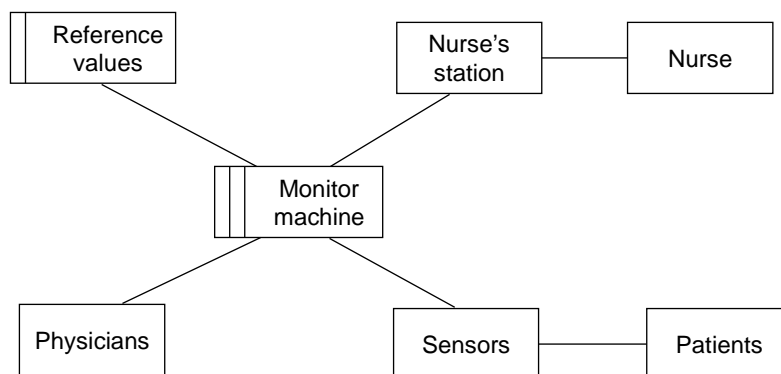 Reference
values
Nurse’s
station
Nurse
Monitor
machine
Physicians
Sensors
Patients